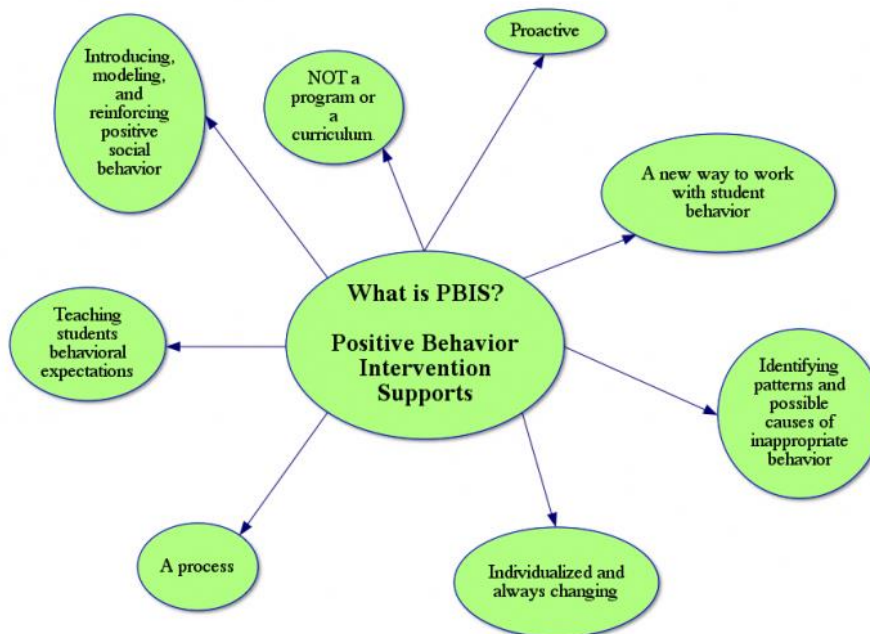 Proactive
Introducing,
modeling,
and
reinforcing
positive
social
behavior
NOT a
program or
a
curriculum
A new way to work
with student
behavior
What is PBIS?
Positive Behavior
Intervention
Supports
Teaching
students
behavioral
expectations
Identifying
patterns and
possible
causes of
inappropriate
behavior
A process
Individualized and
always changing